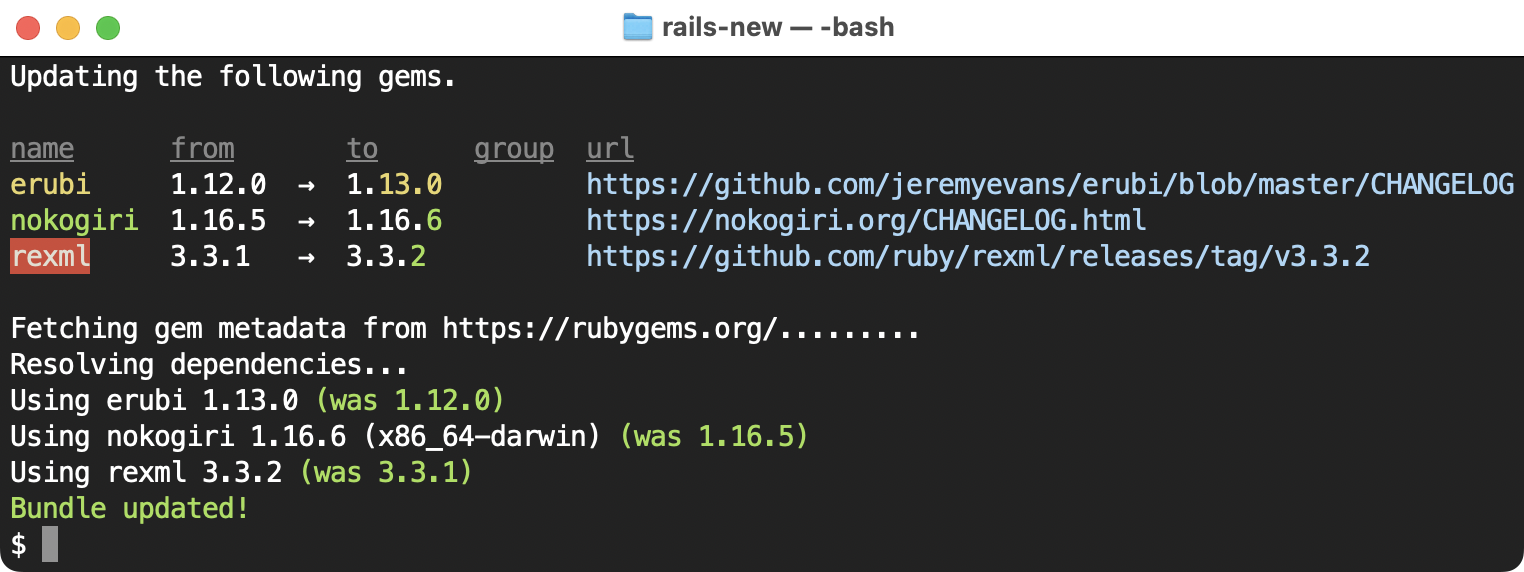 rails-new — -bash
Updating the following gems.
name from to group url
erubi 1.12.0 → 1.13.0 https://github.com/jeremyevans/erubi/blob/master/CHANGELOG
nokogiri 1.16.5 → 1.16.6 https://nokogiri.org/CHANGELOG.html
rexml 3.3.1 → 3.3.2 https://github.com/ruby/rexml/releases/tag/v3.3.2
Fetching gem metadata from https://rubygems.org/.........
Resolving dependencies...
Using erubi 1.13.0 (was 1.12.0)
Using nokogiri 1.16.6 (x86_64-darwin) (was 1.16.5)
Using rexml 3.3.2 (was 3.3.1)
Bundle updated!
$